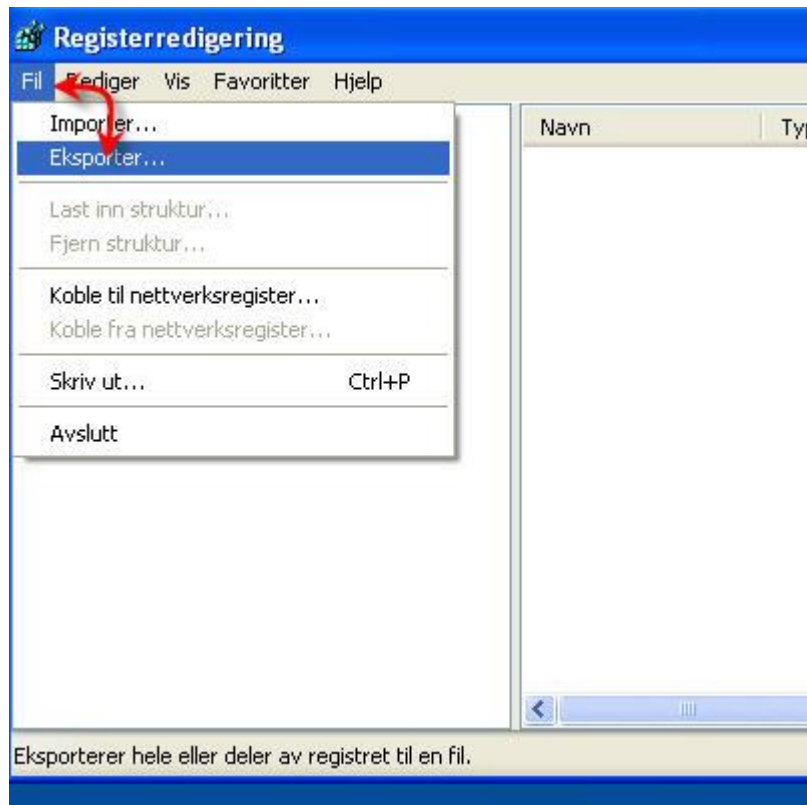 Registerredigering
Fil Rediger Vis Favoritter Hjelp
Importer...
Eksporter...
Last inn struktur...
Fjern struktur...
Koble til nettverksregister...
Koble fra nettverksregister...
Skriv ut... Ctrl+P
Avslutt
Navn Typ
Eksporterer hele eller deler av registret til en fil.